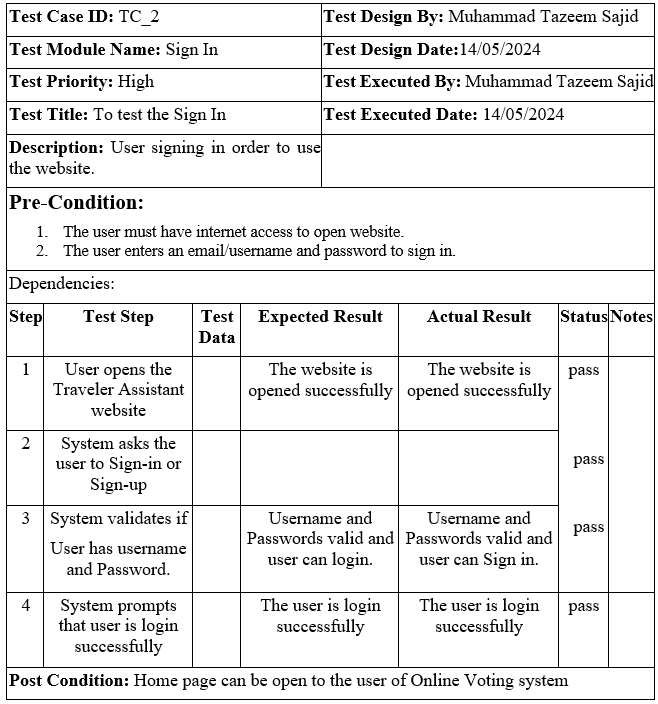 Test Case ID: TC_2 Test Design By: Muhammad Tazeem Sajid
Test Module Name: Sign In Test Design Date:14/05/2024
Test Priority: High Test Executed By: Muhammad Tazeem Sajid
Test Title: To test the Sign In Test Executed Date: 14/05/2024
Description: User signing in order to use
the website.
Pre-Condition:
1. The user must have internet access to open website.
2. The user enters an email/username and password to sign in.
Dependencies:
Step Test Step Test Expected Result Actual Result Status Notes
Data
1 User opens the The website is The website is pass
Traveler Assistant opened successfully opened successfully
website
2 System asks the
user to Sign-in or pass
Sign-up
3 System validates if Username and Username and pass
User has username Passwords valid and Passwords valid and
and Password. user can login. user can Sign in.
4 System prompts The user is login The user is login pass
that user is login successfully successfully
successfully
Post Condition: Home page can be open to the user of Online Voting system